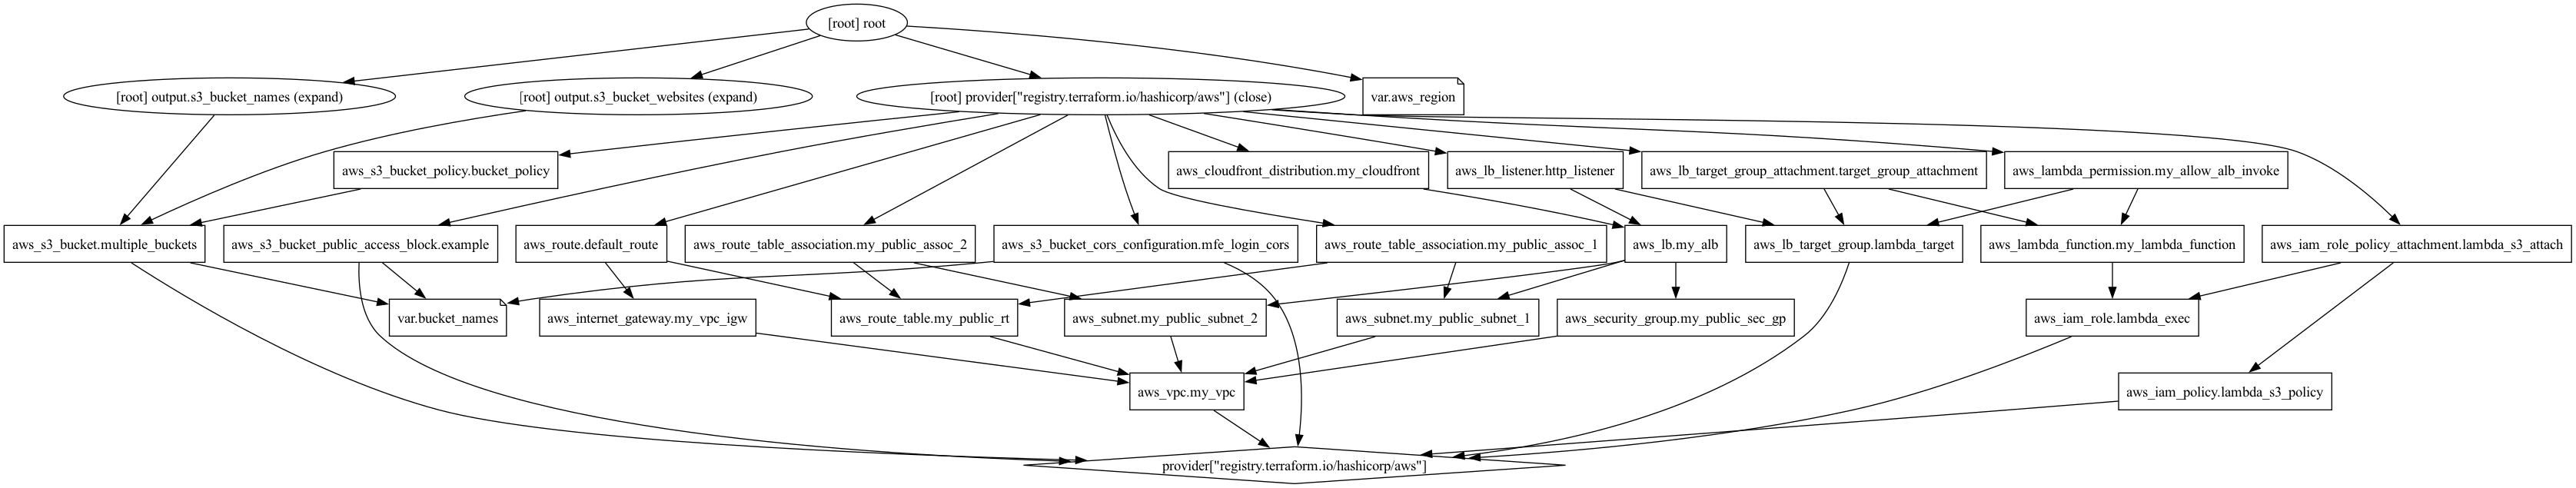 [root] root
[root] output.s3_bucket_names (expand)
[root] output.s3_bucket_websites (expand)
[root] provider["registry.terraform.io/hashicorp/aws"] (close)
var.aws_region
aws_s3_bucket_policy.bucket_policy
aws_cloudfront_distribution.my_cloudfront
aws_lb_listener.http_listener
aws_lb_target_group_attachment.target_group_attachment
aws_lambda_permission.my_allow_alb_invoke
aws_s3_bucket.multiple_buckets
aws_s3_bucket_public_access_block.example
aws_route.default_route
aws_route_table_association.my_public_assoc_2
aws_s3_bucket_cors_configuration.mfe_login_cors
aws_route_table_association.my_public_assoc_1
aws_lb.my_alb
aws_lb_target_group.lambda_target
aws_lambda_function.my_lambda_function
aws_iam_role_policy_attachment.lambda_s3_attach
var.bucket_names
aws_internet_gateway.my_vpc_igw
aws_route_table.my_public_rt
aws_subnet.my_public_subnet_2
aws_subnet.my_public_subnet_1
aws_security_group.my_public_sec_gp
aws_iam_role.lambda_exec
aws_vpc.my_vpc
aws_iam_policy.lambda_s3_policy
provider["registry.terraform.io/hashicorp/aws"]